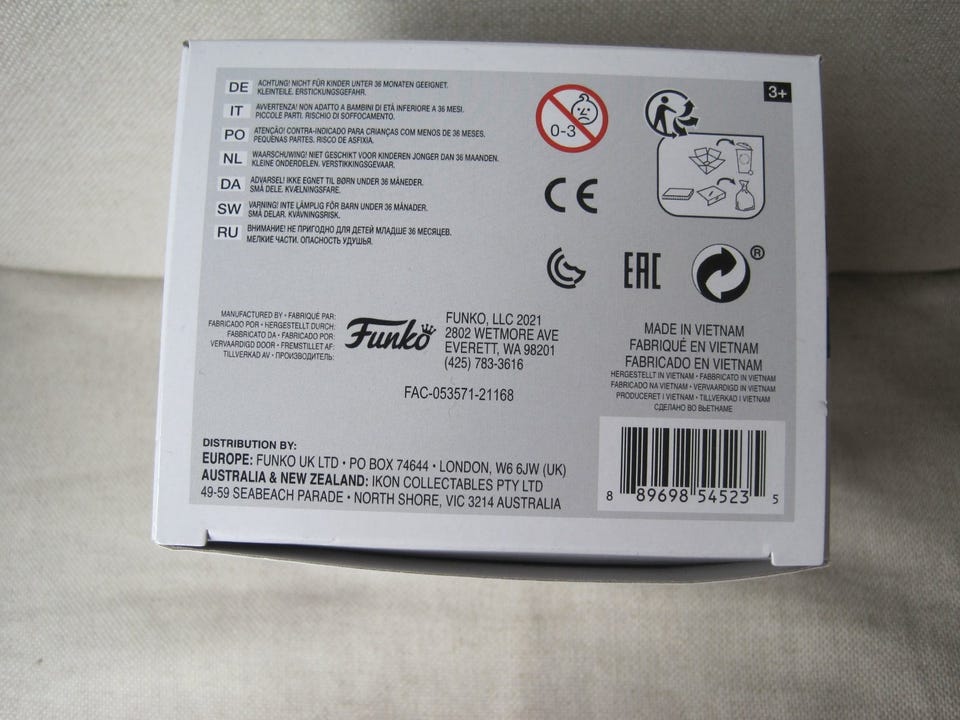 DE ACHTUNG! NICHT FÜR KINDER UNTER 36 MONATEN GEEIGNET.
KLEINTEILE. ERSTICKUNGSGEFAHR.
IT AVVERTENZA! NON ADATTO A BAMBINI DI ETÀ INFERIORE A 36 MESI.
PICCOLE PARTI. RISCHIO DI SOFFOCAMENTO.
PO ATENÇÃO! CONTRA-INDICADO PARA CRIANÇAS COM MENOS DE 36 MESES.
PEQUENAS PARTES. RISCO DE ASFIXIA.
NL WAARSCHUWING! NIET GESCHIKT VOOR KINDEREN JONGER DAN 36 MAANDEN.
KLEINE ONDERDELEN. VERSTIKKINGSGEVAAR.
DA ADVARSEL! IKKE EGNET TIL BØRN UNDER 36 MÅNEDER.
SMÅ DELE. KVÆLNINGSFARE.
SW VARNING! INTE LÄMPLIG FÖR BARN UNDER 36 MÅNADER.
SMÅ DELAR. KVÄVNINGSRISK.
RU ВНИМАНИЕ! НЕ ПРИГОДНО ДЛЯ ДЕТЕЙ МЛАДШЕ 36 МЕСЯЦЕВ.
МЕЛКИЕ ЧАСТИ. ОПАСНОСТЬ УДУШЬЯ.
0-3
3+
CE
EAC
®
MANUFACTURED BY • FABRIQUÉ PAR:
FABRICADO POR • HERGESTELLT DURCH:
FABBRICATO DA • FABRICADO POR:
VERVAARDIGD DOOR • FREMSTILLET AF:
TILLVERKAD AV • ПРОИЗВОДИТЕЛЬ:
Funko
FUNKO, LLC 2021
2802 WETMORE AVE
EVERETT, WA 98201
(425) 783-3616
FAC-053571-21168
MADE IN VIETNAM
FABRIQUÉ EN VIETNAM
FABRICADO EN VIETNAM
HERGESTELLT IN VIETNAM • FABBRICATO IN VIETNAM
FABRICADO NA VIETNAM • VERVAARDIGD IN VIETNAM
PRODUCERET I VIETNAM • TILLVERKAD I VIETNAM
СДЕЛАНО ВО ВЬЕТНАМЕ
DISTRIBUTION BY:
EUROPE: FUNKO UK LTD • PO BOX 74644 • LONDON, W6 6JW (UK)
AUSTRALIA & NEW ZEALAND: IKON COLLECTABLES PTY LTD
49-59 SEABEACH PARADE • NORTH SHORE, VIC 3214 AUSTRALIA
8 89698 54523 5